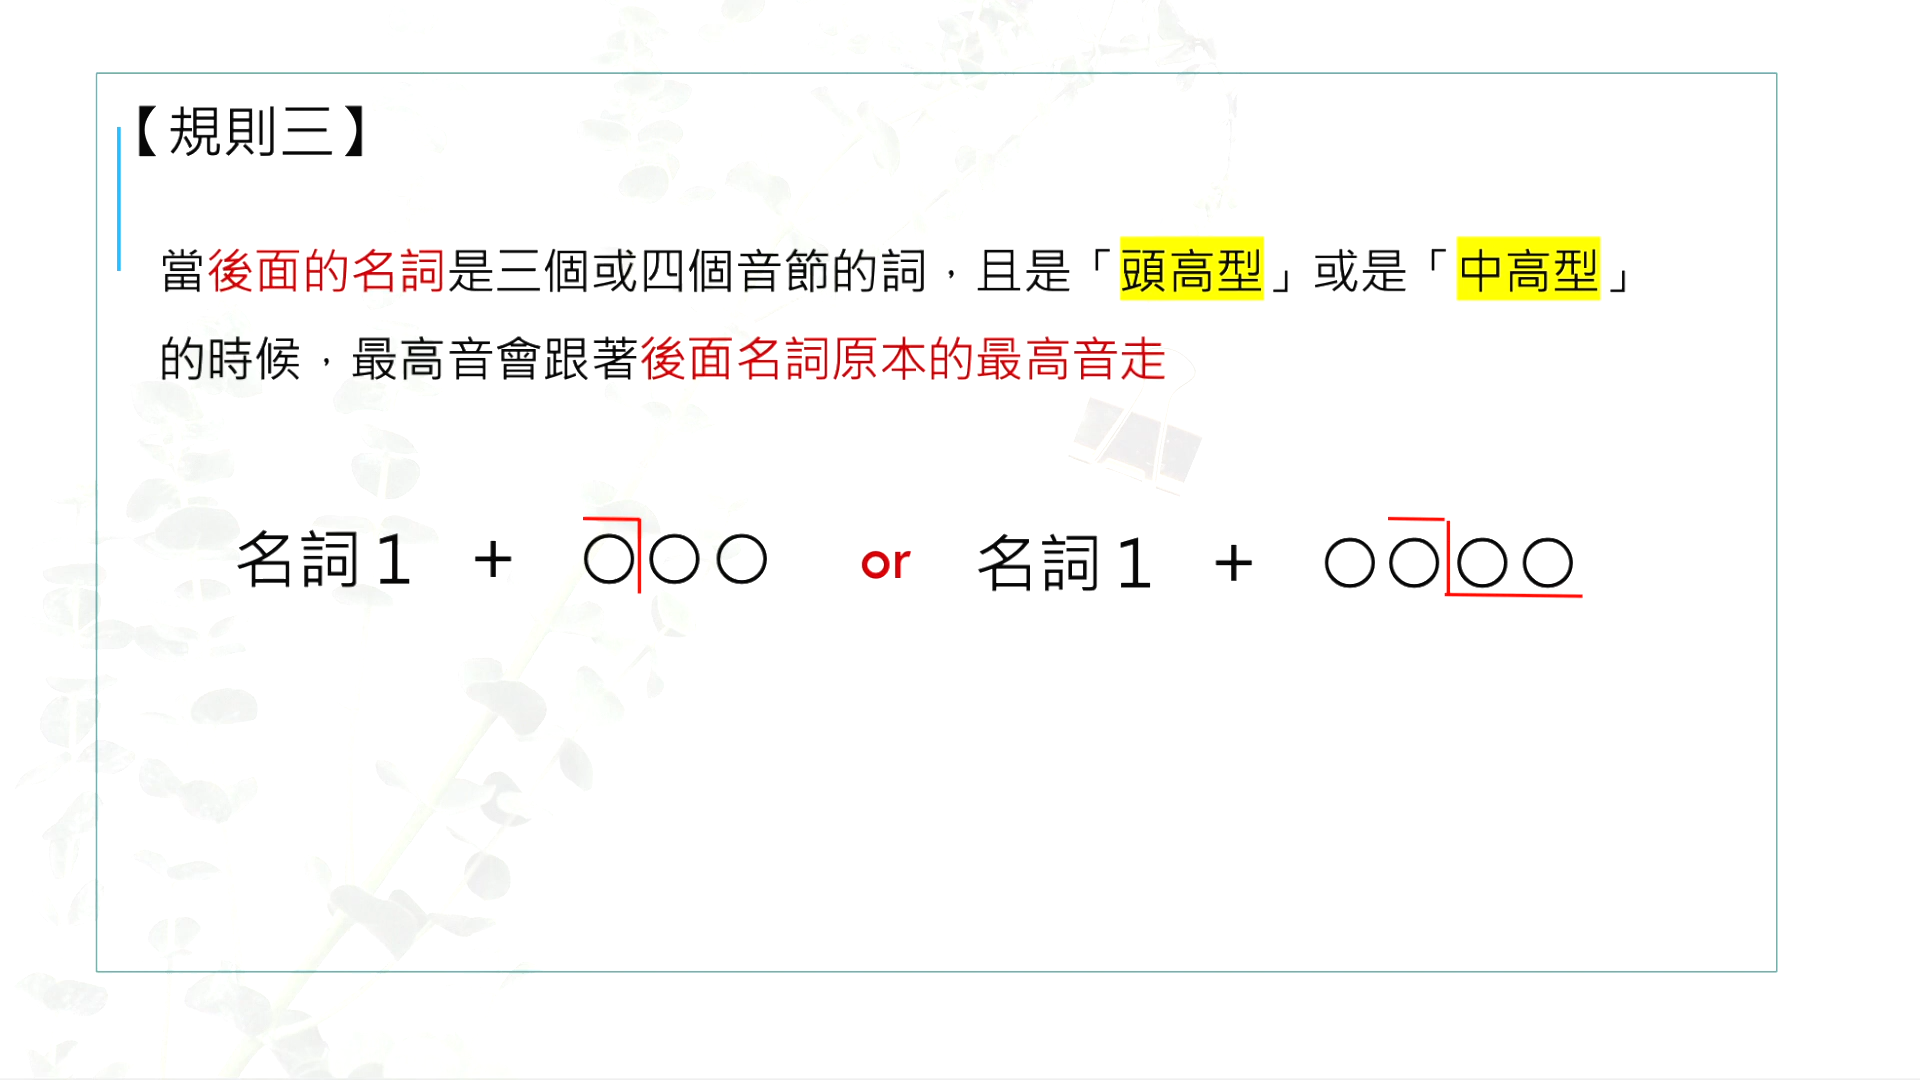 【規則三】
當後面的名詞是三個或四個音節的詞，且是「頭高型」或是「中高型」
的時候，最高音會跟著後面名詞原本的最高音走
名詞1 + ○○○ or 名詞1 + ○○○○